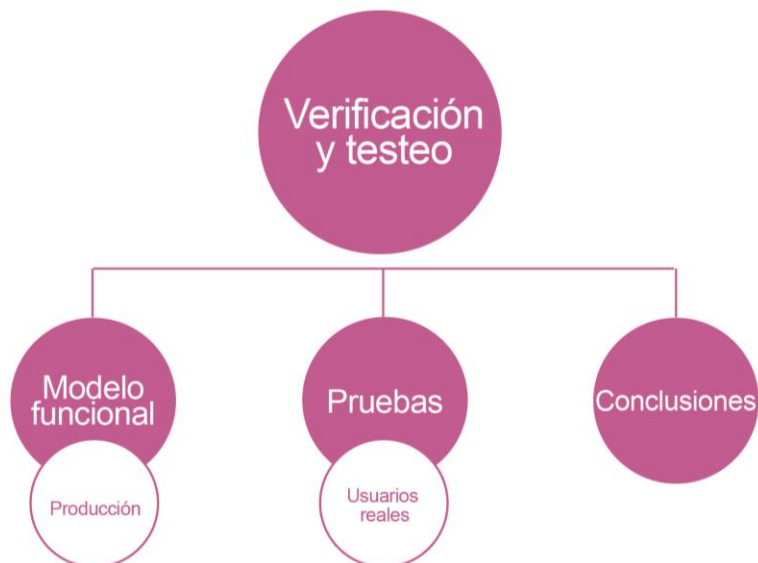 Verificación
y testeo
Modelo
funcional
Pruebas
Conclusiones
Producción
Usuarios
reales